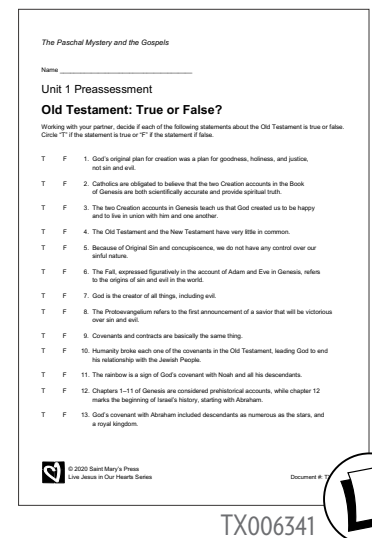 The Paschal Mystery and the Gospels
Name
Unit 1 Preassessment
Old Testament: True or False?
Working with your partner, decide if each of the following statements about the Old Testament is true or false.
Circle “T” if the statement is true or “F” if the statement if false.
T F 1. God’s original plan for creation was a plan for goodness, holiness, and justice,
not sin and evil.
T F 2. Catholics are obligated to believe that the two Creation accounts in the Book
of Genesis are both scientifically accurate and provide spiritual truth.
T F 3. The two Creation accounts in Genesis teach us that God created us to be happy
and to live in union with him and one another.
T F 4. The Old Testament and the New Testament have very little in common.
T F 5. Because of Original Sin and concupiscence, we do not have any control over our
sinful nature.
T F 6. The Fall, expressed figuratively in the account of Adam and Eve in Genesis, refers
to the origins of sin and evil in the world.
T F 7. God is the creator of all things, including evil.
T F 8. The Protoevangelium refers to the first announcement of a savior that will be victorious
over sin and evil.
T F 9. Covenants and contracts are basically the same thing.
T F 10. Humanity broke each one of the covenants in the Old Testament, leading God to end
his relationship with the Jewish People.
T F 11. The rainbow is a sign of God’s covenant with Noah and all his descendants.
T F 12. Chapters 1–11 of Genesis are considered prehistorical accounts, while chapter 12
marks the beginning of Israel’s history, starting with Abraham.
T F 13. God’s covenant with Abraham included descendants as numerous as the stars, and
a royal kingdom.
© 2020 Saint Mary’s Press
Live Jesus in Our Hearts Series
Document #:
TX006341